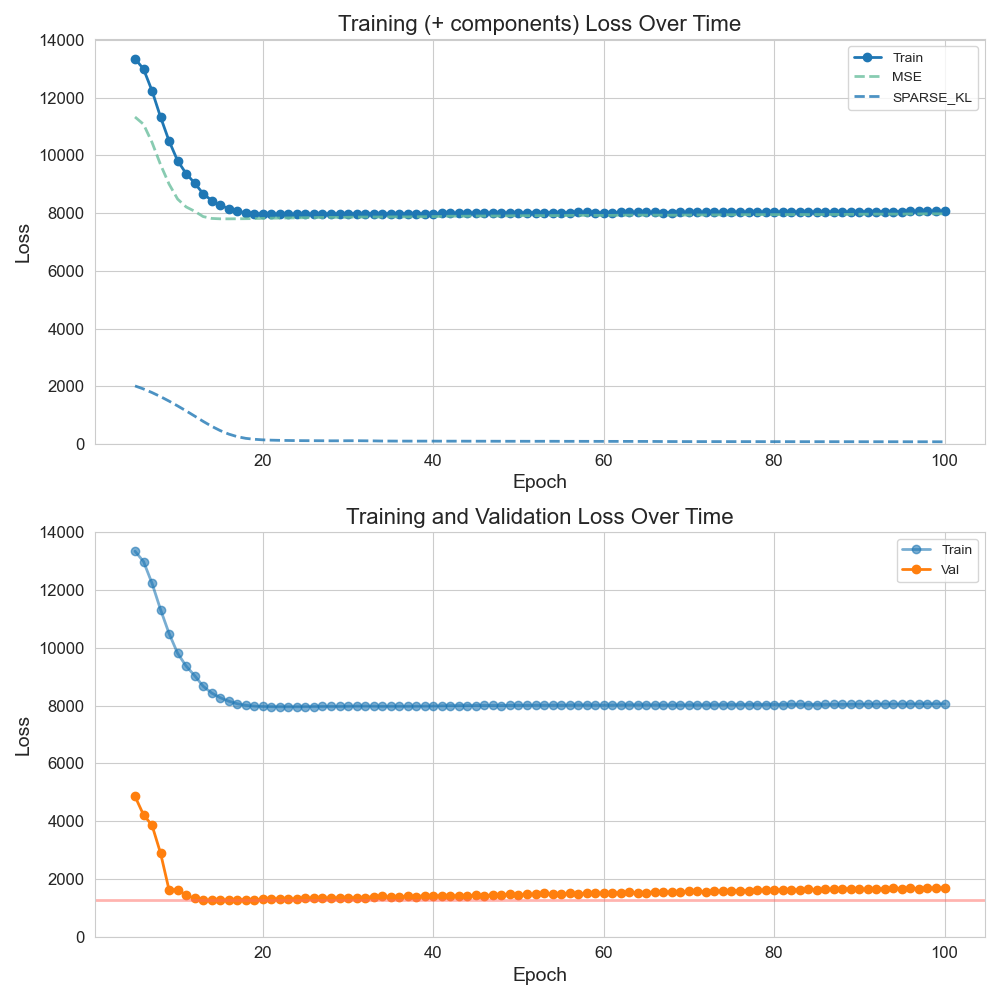 Training (+ components) Loss Over Time
14000
12000
10000
8000
6000
4000
2000
0
Loss
Train
MSE
SPARSE_KL
20 40 60 80 100
Epoch
Training and Validation Loss Over Time
14000
12000
10000
8000
6000
4000
2000
0
Loss
Train
Val
20 40 60 80 100
Epoch